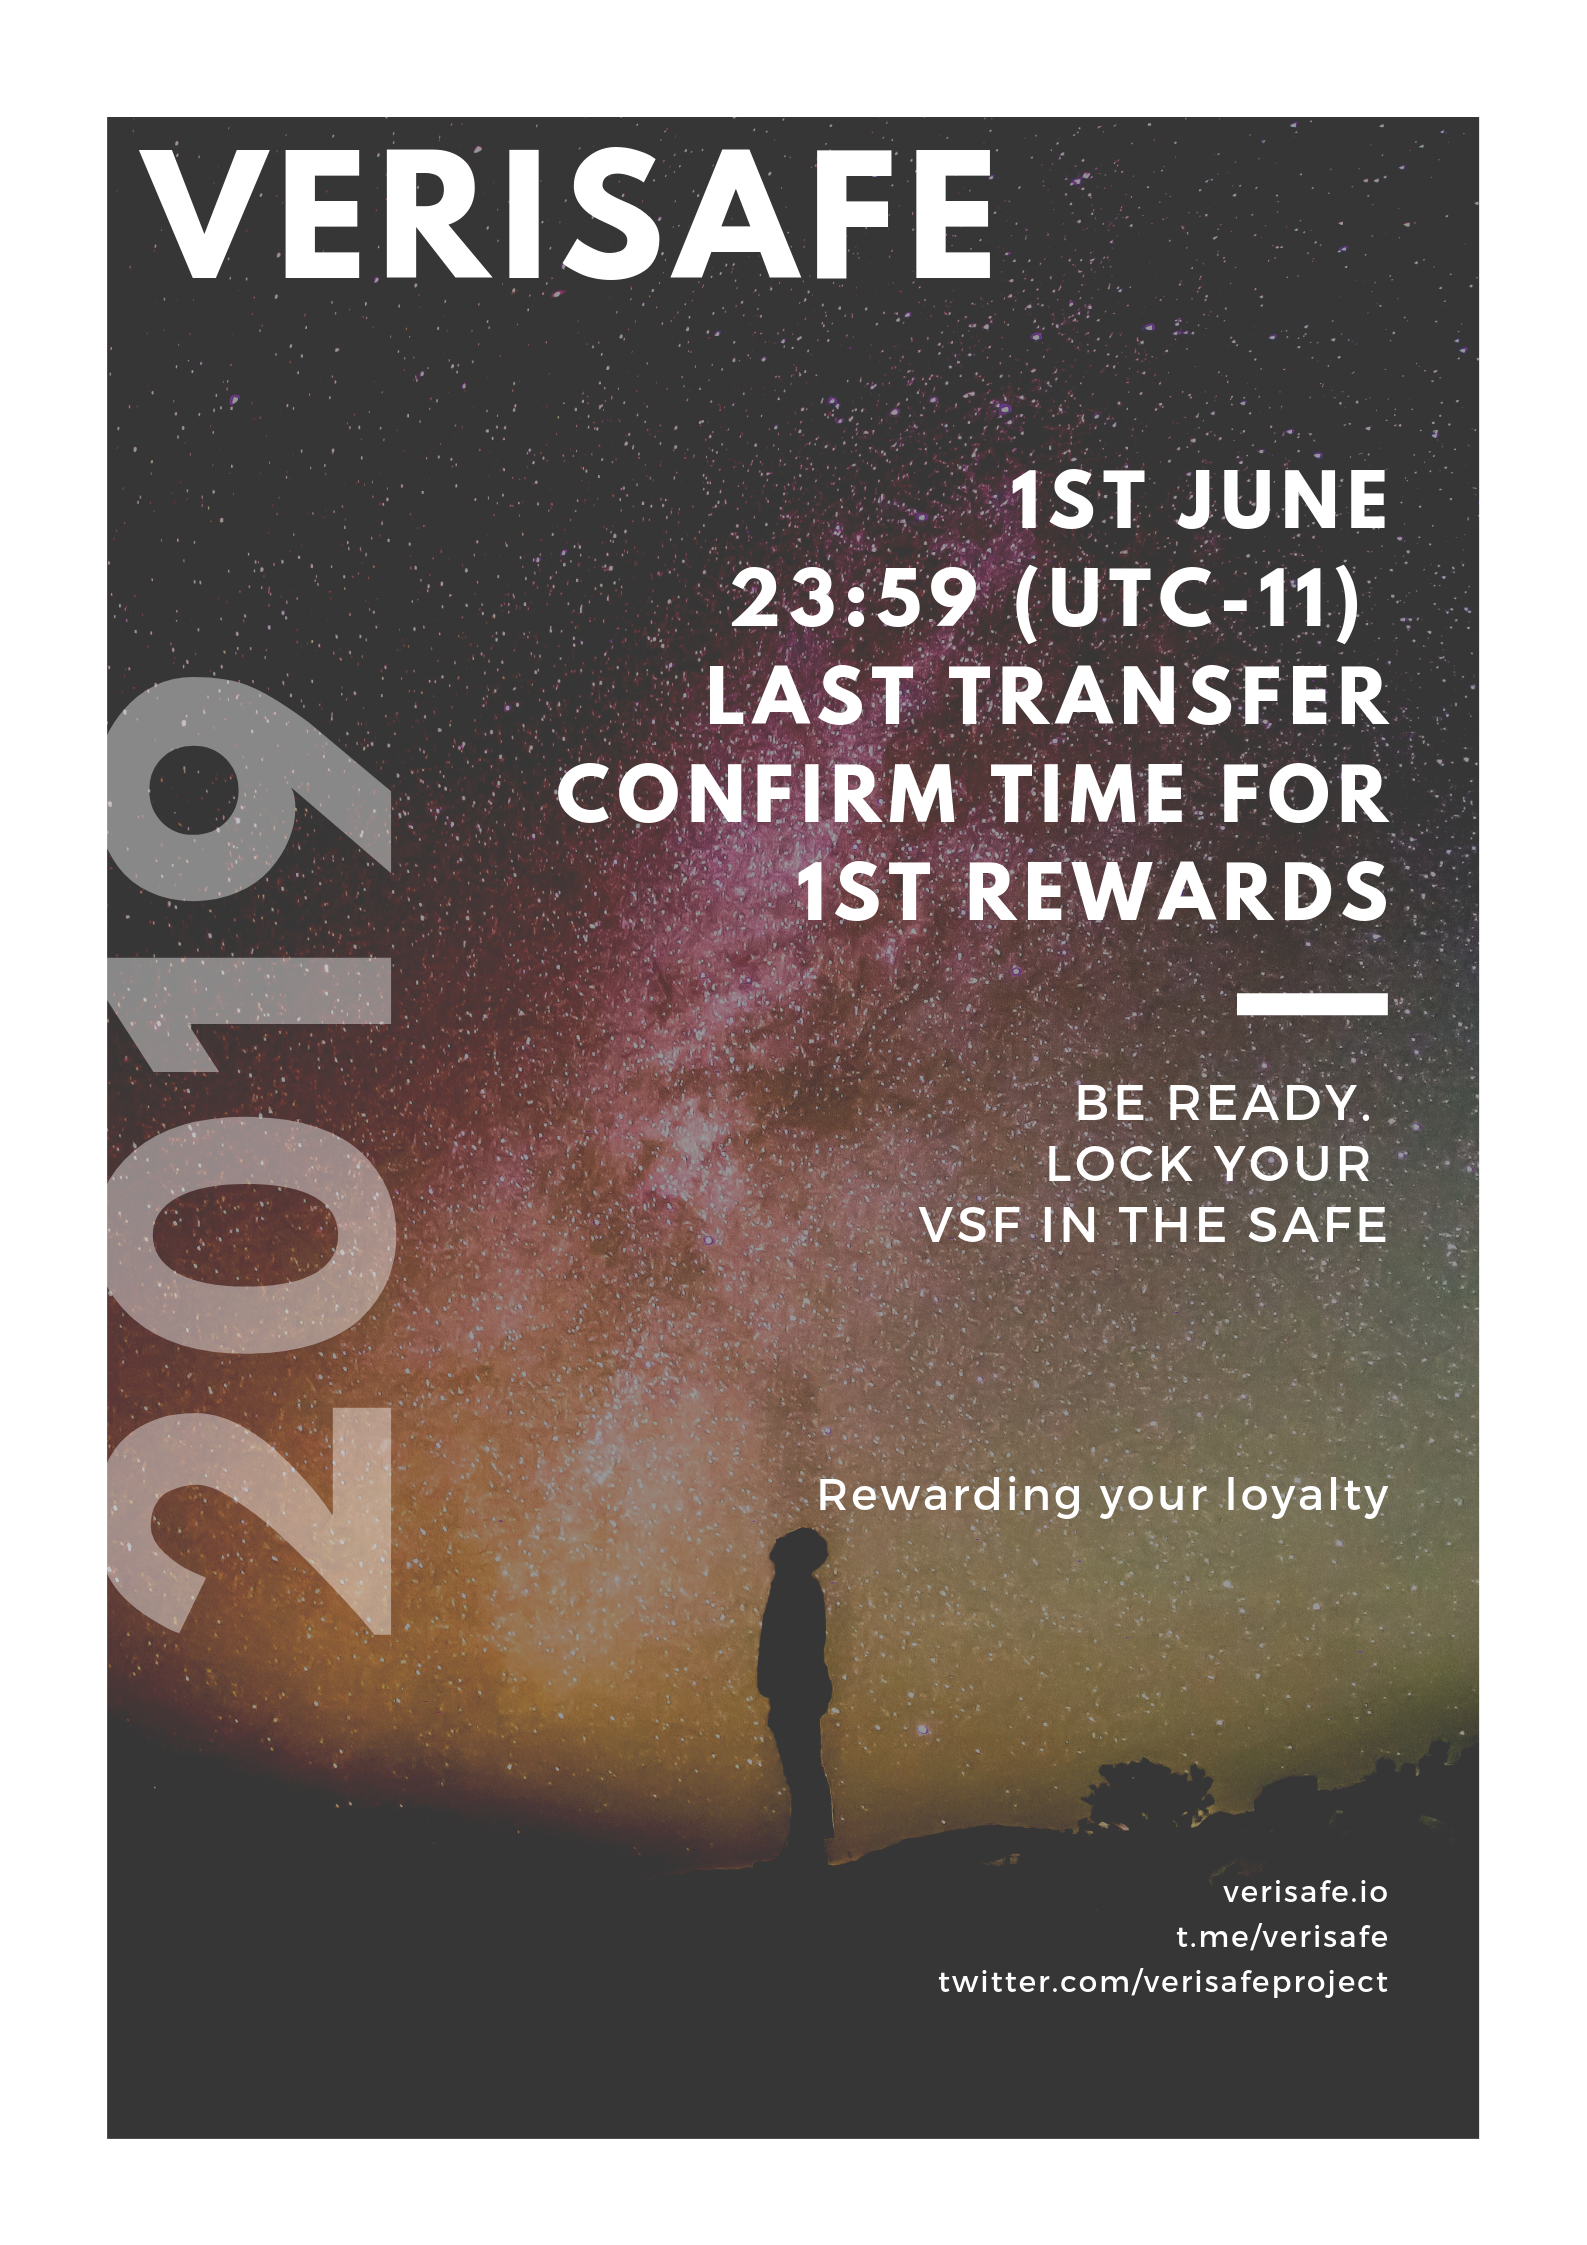 VERISAFE
1ST JUNE
23:59 (UTC-11)
LAST TRANSFER
CONFIRM TIME FOR
1ST REWARDS
2019
BE READY.
LOCK YOUR
VSF IN THE SAFE
Rewarding your loyalty
verisafe.io
t.me/verisafe
twitter.com/verisafeproject